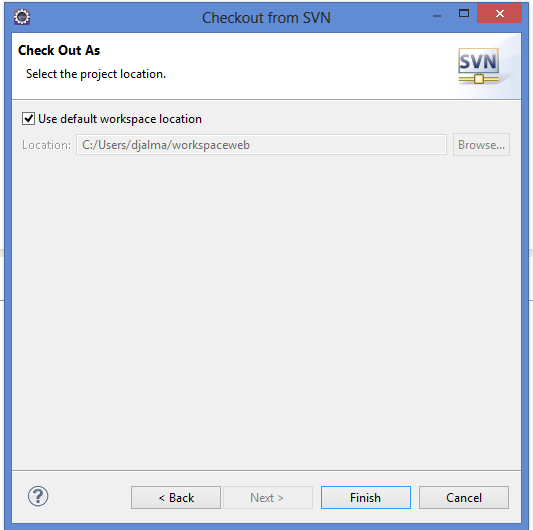 Checkout from SVN
Check Out As
Select the project location.
SVN
Use default workspace location
Location: C:/Users/djalma/workspaceweb Browse...
? < Back Next > Finish Cancel